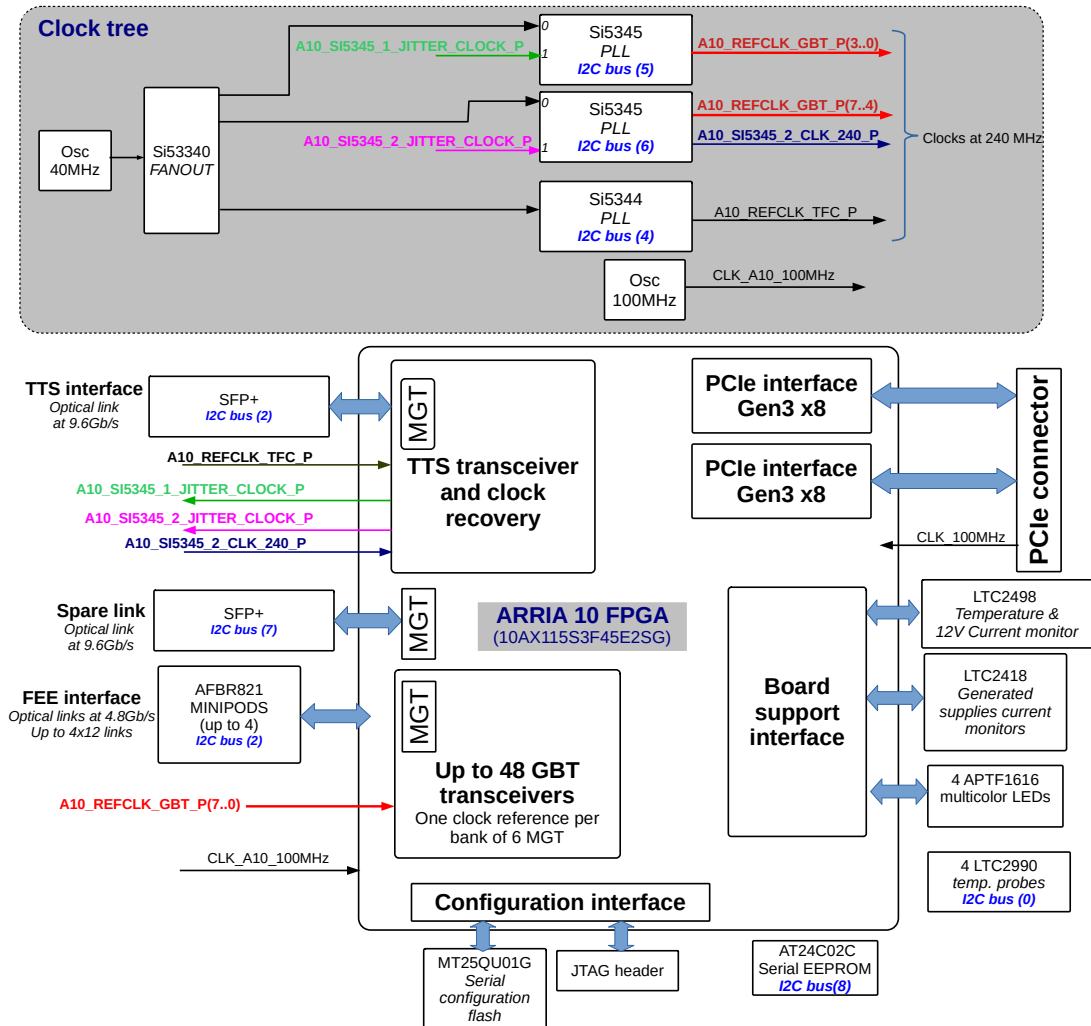 Clock tree
Osc
40MHz
Si53340
FANOUT
A10_SI5345_1_JITTER_CLOCK_P
0
1
Si5345
PLL
I2C bus (5)
A10_REFCLK_GBT_P(3..0)
A10_SI5345_2_JITTER_CLOCK_P
0
1
Si5345
PLL
I2C bus (6)
A10_REFCLK_GBT_P(7..4)
A10_SI5345_2_CLK_240_P
Clocks at 240 MHz
Si5344
PLL
I2C bus (4)
A10_REFCLK_TFC_P
Osc
100MHz
CLK_A10_100MHz
TTS interface
Optical link
at 9.6Gb/s
SFP+
I2C bus (2)
MGT
TTS transceiver
and clock
recovery
A10_REFCLK_TFC_P
A10_SI5345_1_JITTER_CLOCK_P
A10_SI5345_2_JITTER_CLOCK_P
A10_SI5345_2_CLK_240_P
PCIe interface
Gen3 x8
PCIe interface
Gen3 x8
PCIe connector
CLK_100MHz
Spare link
Optical link
at 9.6Gb/s
SFP+
I2C bus (7)
MGT
ARRIA 10 FPGA
(10AX115S3F45E2SG)
FEE interface
Optical links at 4.8Gb/s
Up to 4x12 links
AFBR821
MINIPODS
(up to 4)
I2C bus (2)
MGT
Up to 48 GBT
transceivers
One clock reference per
bank of 6 MGT
A10_REFCLK_GBT_P(7..0)
CLK_A10_100MHz
Board
support
interface
LTC2498
Temperature &
12V Current monitor
LTC2418
Generated
supplies current
monitors
4 APTF1616
multicolor LEDs
4 LTC2990
temp. probes
I2C bus (0)
Configuration interface
MT25QU01G
Serial
configuration
flash
JTAG header
AT24C02C
Serial EEPROM
I2C bus(8)